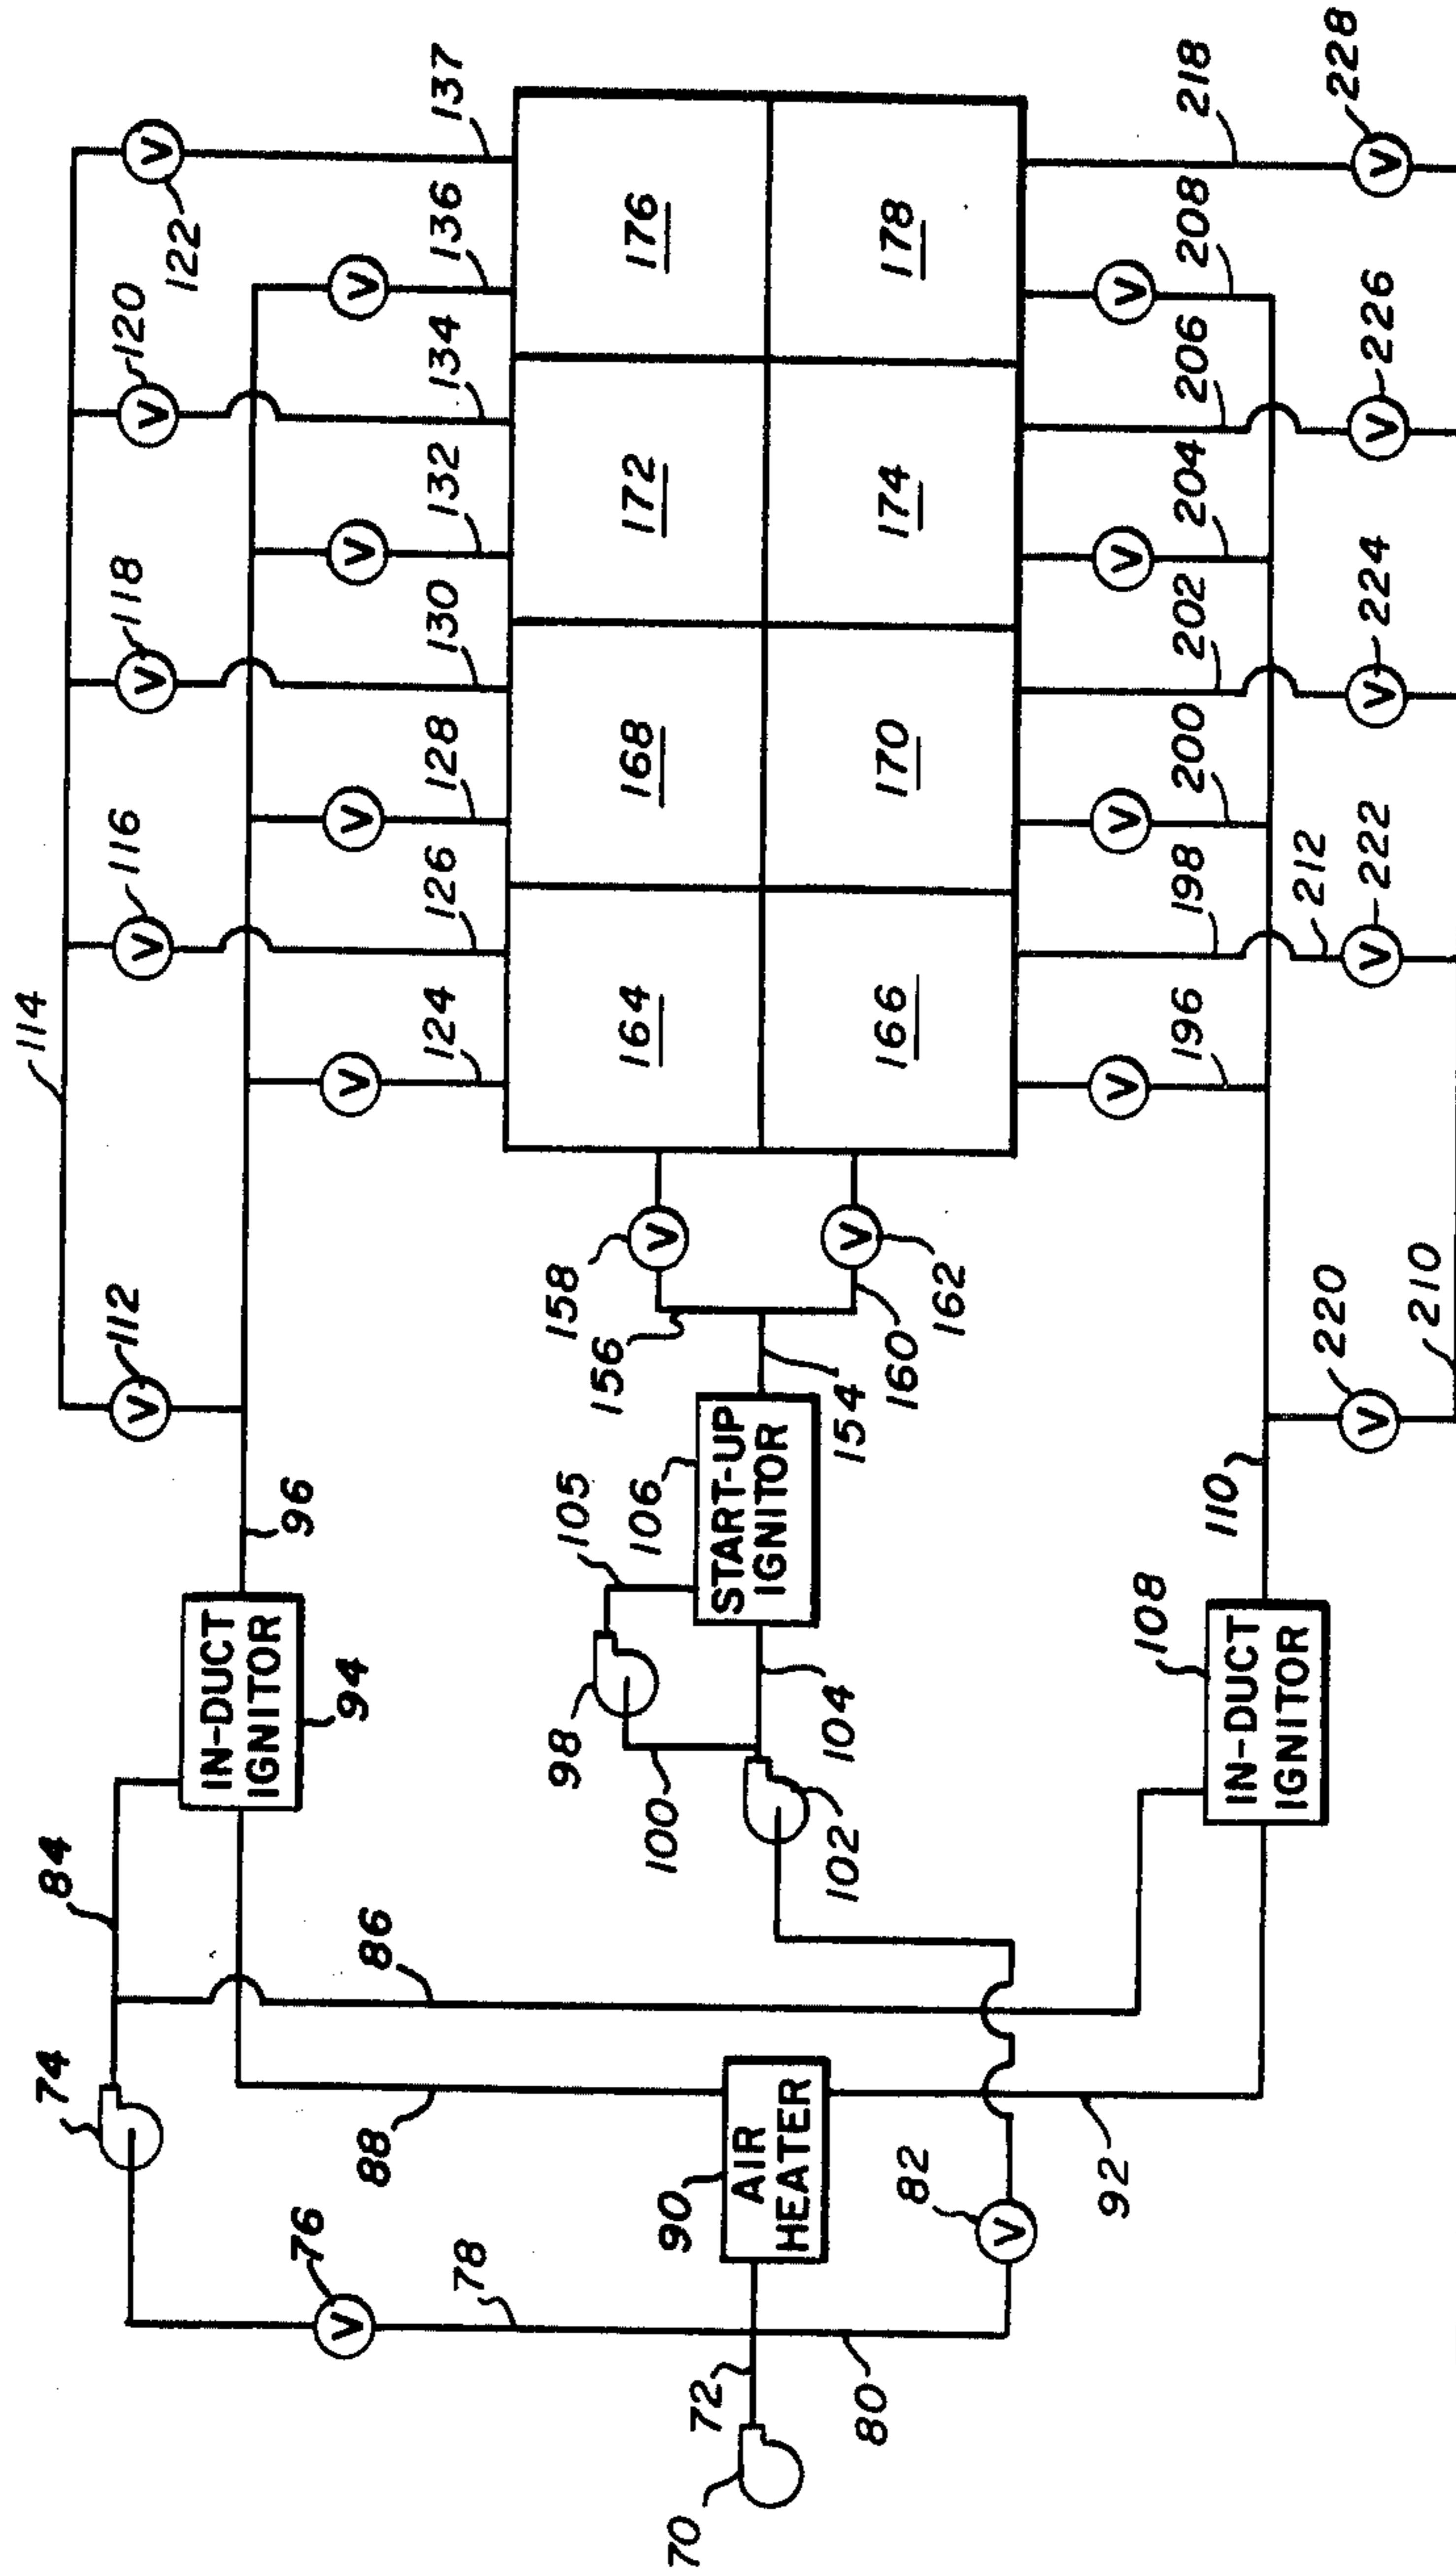 74
84
114
112
116
118
120
V
V
V
V
V
122
IN-DUCT
IGNITOR
94
96
76
V
V
V
V
V
88
86
78
124
126
128
130
132
134
136
137
98
105
158
156
V
164
168
172
176
100
106
START-UP
IGNITOR
70
72
90
AIR
HEATER
102
104
154
160
V
162
80
82
V
166
170
174
178
92
V
V
V
V
108
IN-DUCT
IGNITOR
110
196
198
200
202
204
206
208
218
212
220
222
224
226
228
V
V
V
V
V
210